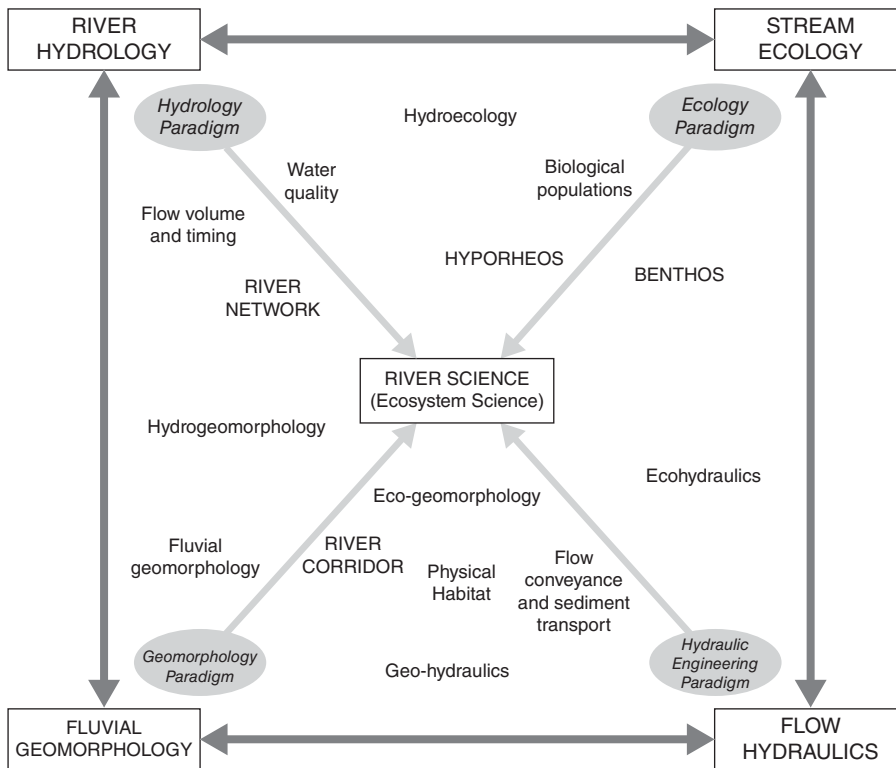 RIVER
HYDROLOGY
STREAM
ECOLOGY
Hydrology
Paradigm
Hydroecology
Ecology
Paradigm
Water
quality
Biological
populations
Flow volume
and timing
HYPORHEOS
BENTHOS
RIVER
NETWORK
RIVER SCIENCE
(Ecosystem Science)
Hydrogeomorphology
Ecohydraulics
Eco-geomorphology
Fluvial
geomorphology
RIVER
CORRIDOR
Physical
Habitat
Flow
conveyance
and sediment
transport
Geomorphology
Paradigm
Geo-hydraulics
Hydraulic
Engineering
Paradigm
FLUVIAL
GEOMORPHOLOGY
FLOW
HYDRAULICS